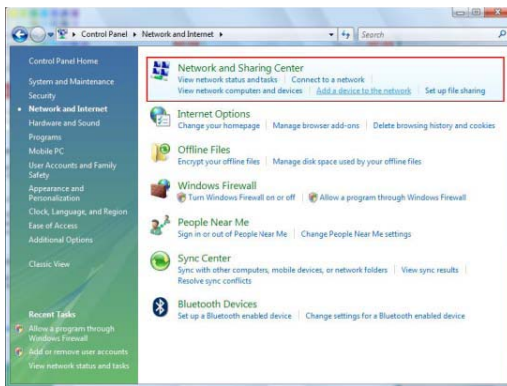 Control Panel ▸ Network and Internet ▸
Search
Control Panel Home
System and Maintenance
Security
Network and Internet
Hardware and Sound
Programs
Mobile PC
User Accounts and Family
Safety
Appearance and
Personalization
Clock, Language, and Region
Ease of Access
Additional Options
Classic View
Recent Tasks
Allow a program through
Windows Firewall
Add or remove user accounts
View network status and tasks
Network and Sharing Center
View network status and tasks | Connect to a network
View network computers and devices | Add a device to the network | Set up file sharing
Internet Options
Change your homepage | Manage browser add-ons | Delete browsing history and cookies
Offline Files
Encrypt your offline files | Manage disk space used by your offline files
Windows Firewall
Turn Windows Firewall on or off | Allow a program through Windows Firewall
People Near Me
Sign in or out of People Near Me | Change People Near Me settings
Sync Center
Sync with other computers, mobile devices, or network folders | View sync results
Resolve sync conflicts
Bluetooth Devices
Set up a Bluetooth enabled device | Change settings for a Bluetooth enabled device